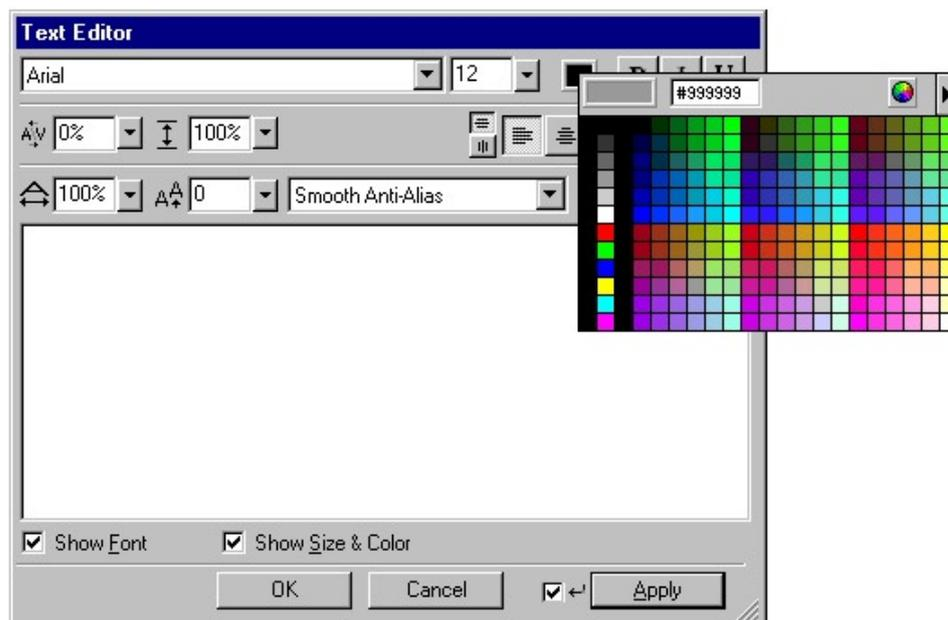 Text Editor
Arial 12 B I U
#999999
A V 0% 100%
100% A A 0 Smooth Anti-Alias
Show Font Show Size & Color
OK Cancel Apply